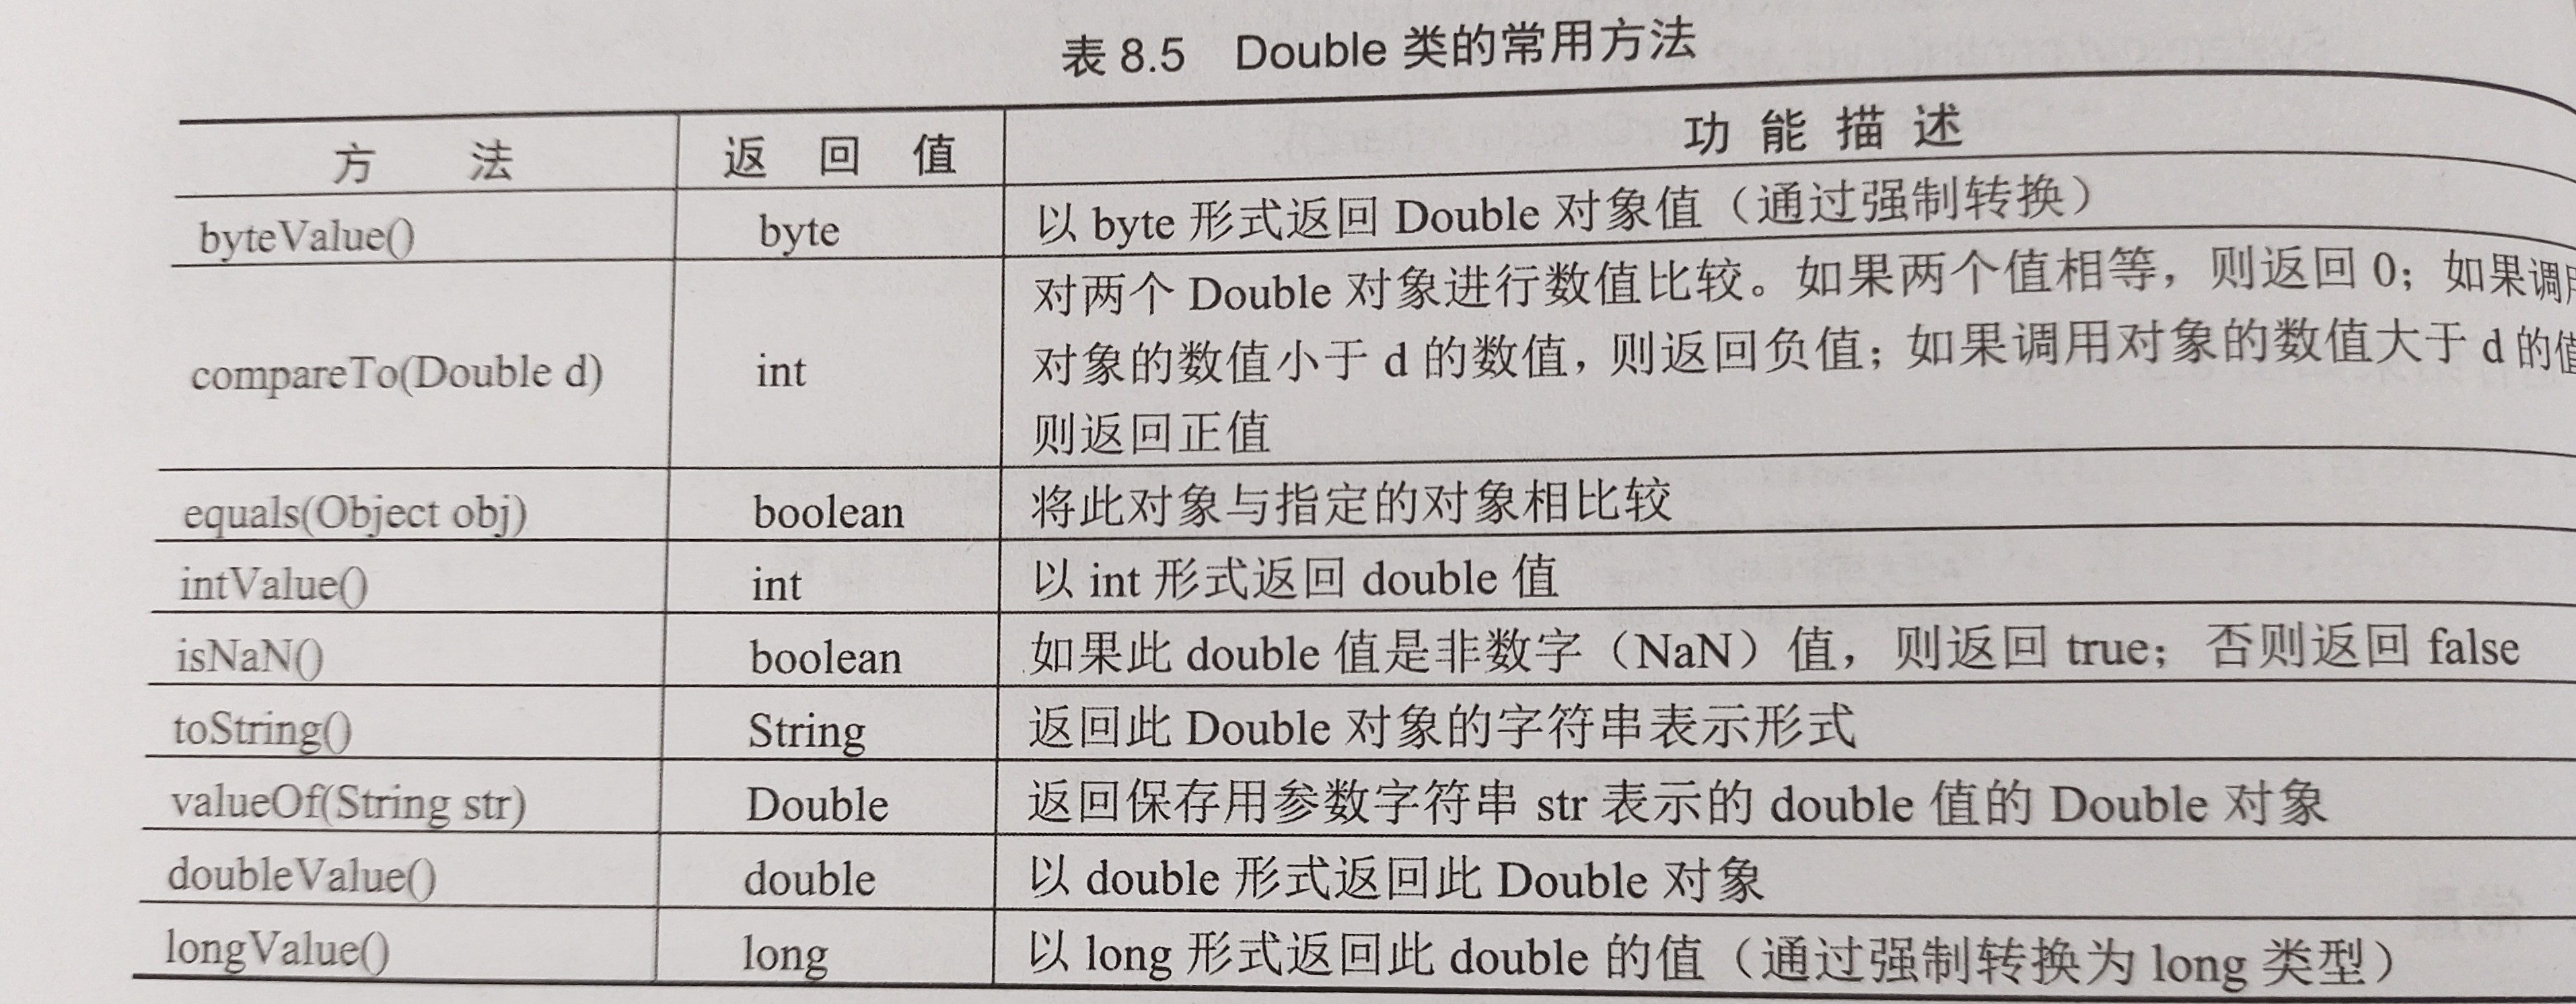 表 8.5 Double 类的常用方法
方 法 返 回 值 功 能 描 述
byteValue() byte 以 byte 形式返回 Double 对象值（通过强制转换）
对两个 Double 对象进行数值比较。如果两个值相等，则返回 0；如果调用
compareTo(Double d) int 对象的数值小于 d 的数值，则返回负值；如果调用对象的数值大于 d 的值
则返回正值
equals(Object obj) boolean 将此对象与指定的对象相比较
intValue() int 以 int 形式返回 double 值
isNaN() boolean 如果此 double 值是非数字（NaN）值，则返回 true；否则返回 false
toString() String 返回此 Double 对象的字符串表示形式
valueOf(String str) Double 返回保存用参数字符串 str 表示的 double 值的 Double 对象
doubleValue() double 以 double 形式返回此 Double 对象
longValue() long 以 long 形式返回此 double 的值（通过强制转换为 long 类型）